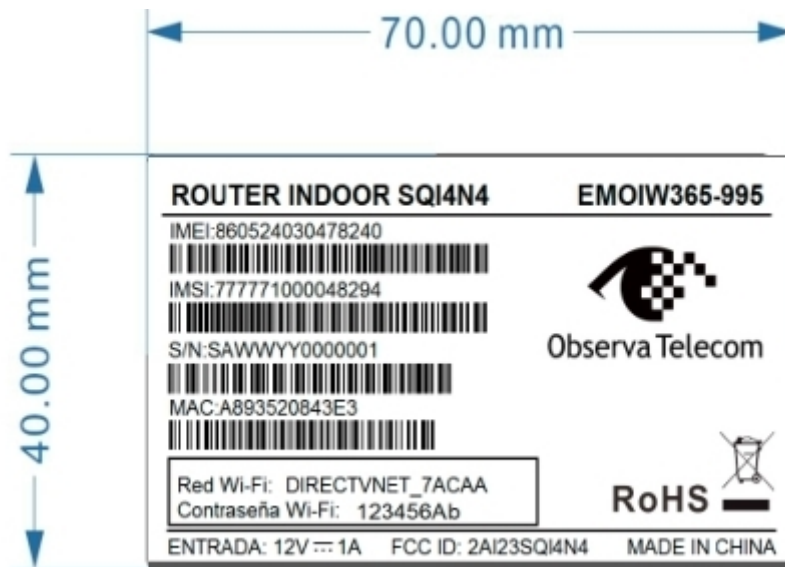 70.00 mm
40.00 mm
ROUTER INDOOR SQI4N4 EMOIW365-995
IMEI:860524030478240
IMSI:777771000048294
S/N:SAWWYY0000001
MAC:A893520843E3
Observa Telecom
Red Wi-Fi: DIRECTVNET_7ACAA
Contraseña Wi-Fi: 123456Ab
RoHS
ENTRADA: 12V⎓1A FCC ID: 2AI23SQI4N4 MADE IN CHINA